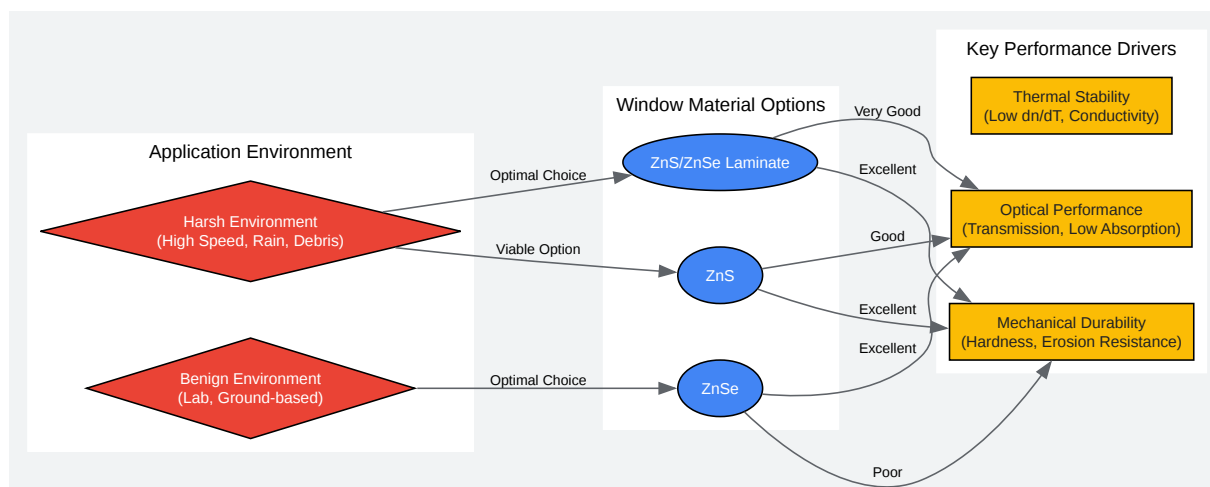 Application Environment
Harsh Environment
(High Speed, Rain, Debris)
Benign Environment
(Lab, Ground-based)
Optimal Choice
Viable Option
Optimal Choice
Window Material Options
ZnS/ZnSe Laminate
ZnS
ZnSe
Very Good
Excellent
Good
Excellent
Excellent
Poor
Key Performance Drivers
Thermal Stability
(Low dn/dT, Conductivity)
Optical Performance
(Transmission, Low Absorption)
Mechanical Durability
(Hardness, Erosion Resistance)